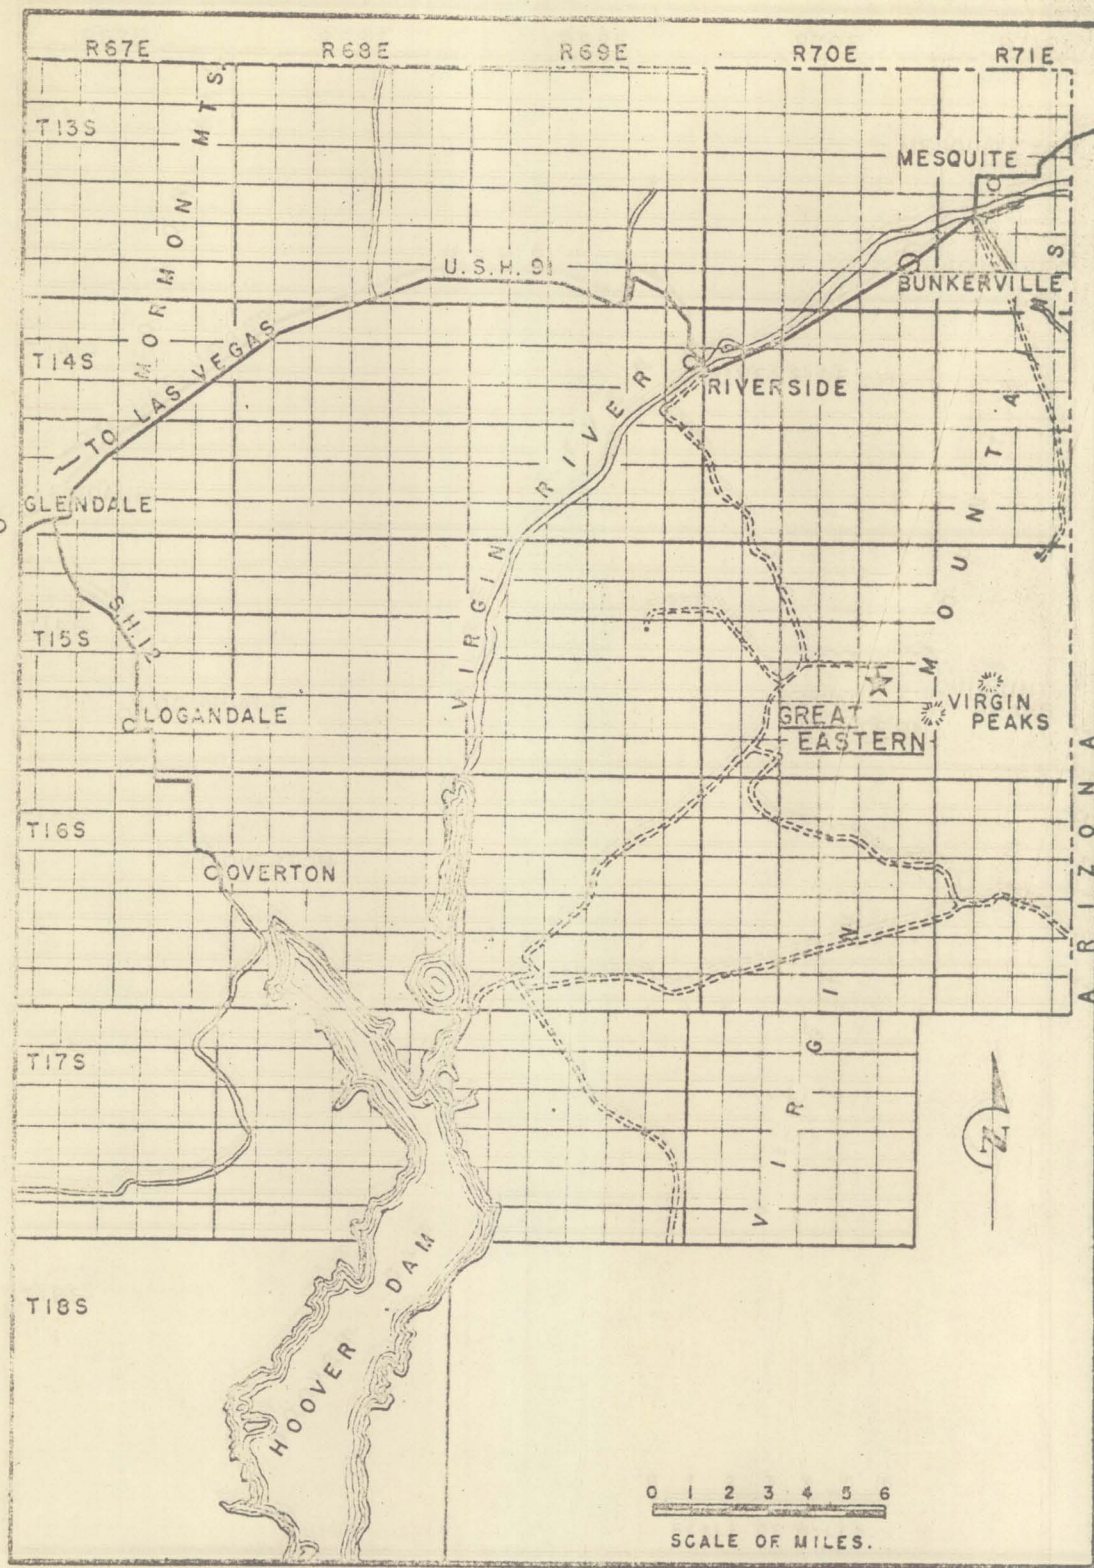 R67E R68E R69E R70E R71E
T13S
MORMON MTS.
MESQUITE
U.S.H. 91
BUNKERVILLE
T14S
TO LAS VEGAS
RIVERSIDE
GLENDALE
VIRGIN RIVER
T15S
LOGANDALE
GREAT
EASTERN
VIRGIN
PEAKS
T16S
OVERTON
VIRGIN MOUNTAINS
ARIZONA
T17S
N
T18S
HOOVER DAM
0 1 2 3 4 5 6
SCALE OF MILES.